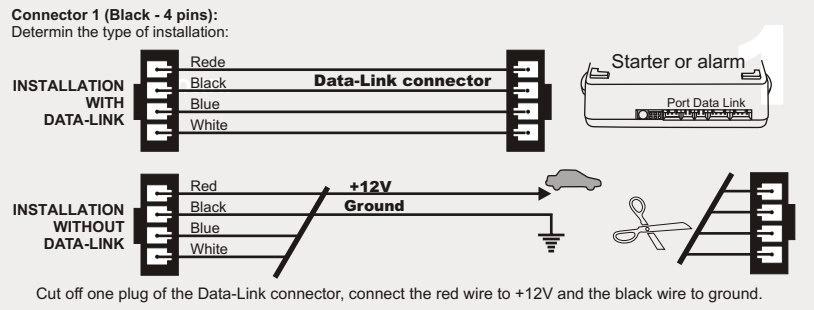 Connector 1 (Black - 4 pins):
Determin the type of installation:
1
INSTALLATION
WITH
DATA-LINK
Rede
Black
Blue
White
Data-Link connector
Starter or alarm
Port Data Link
INSTALLATION
WITHOUT
DATA-LINK
Red
Black
Blue
White
+12V
Ground
Cut off one plug of the Data-Link connector, connect the red wire to +12V and the black wire to ground.